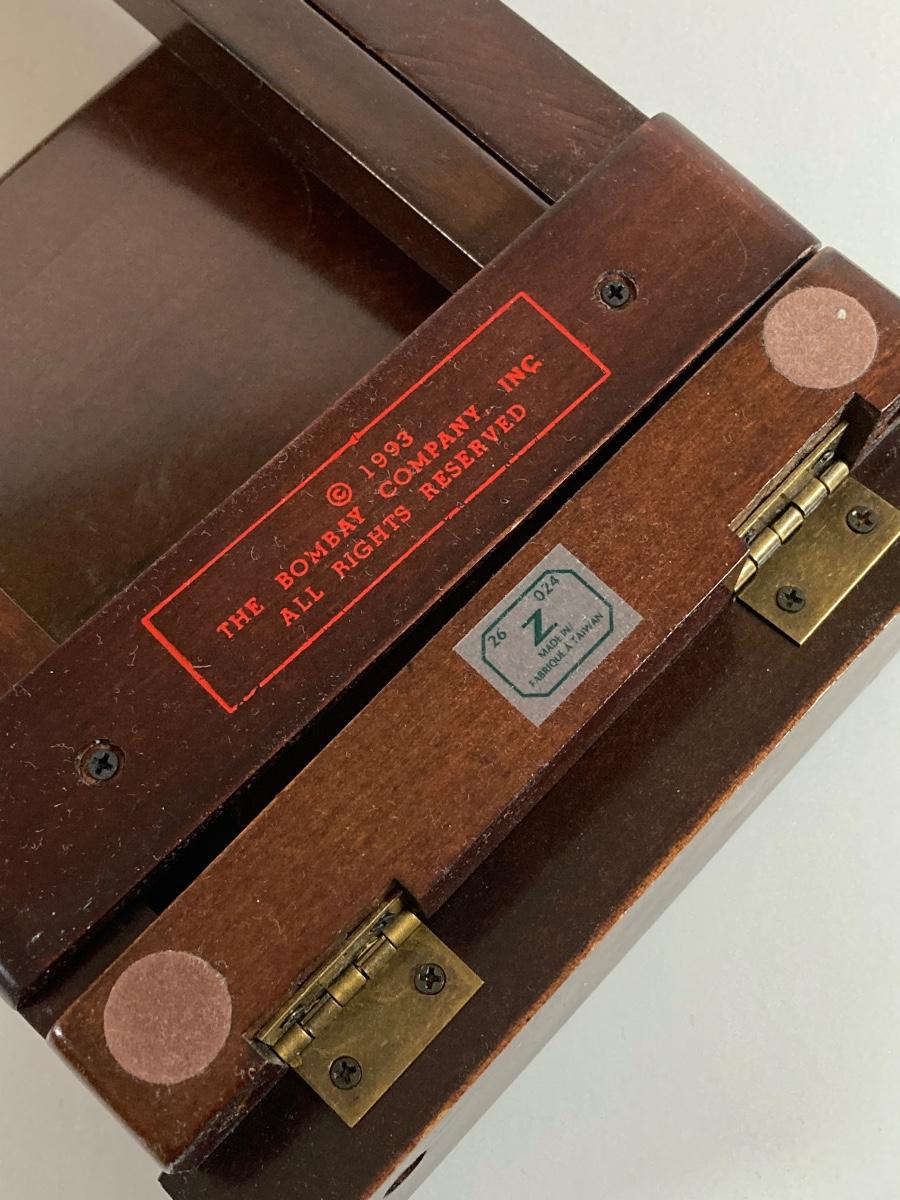 © 1993
THE BOMBAY COMPANY, INC
ALL RIGHTS RESERVED
26 Z 024
MADE IN/
FABRIQUÉ À TAIWAN